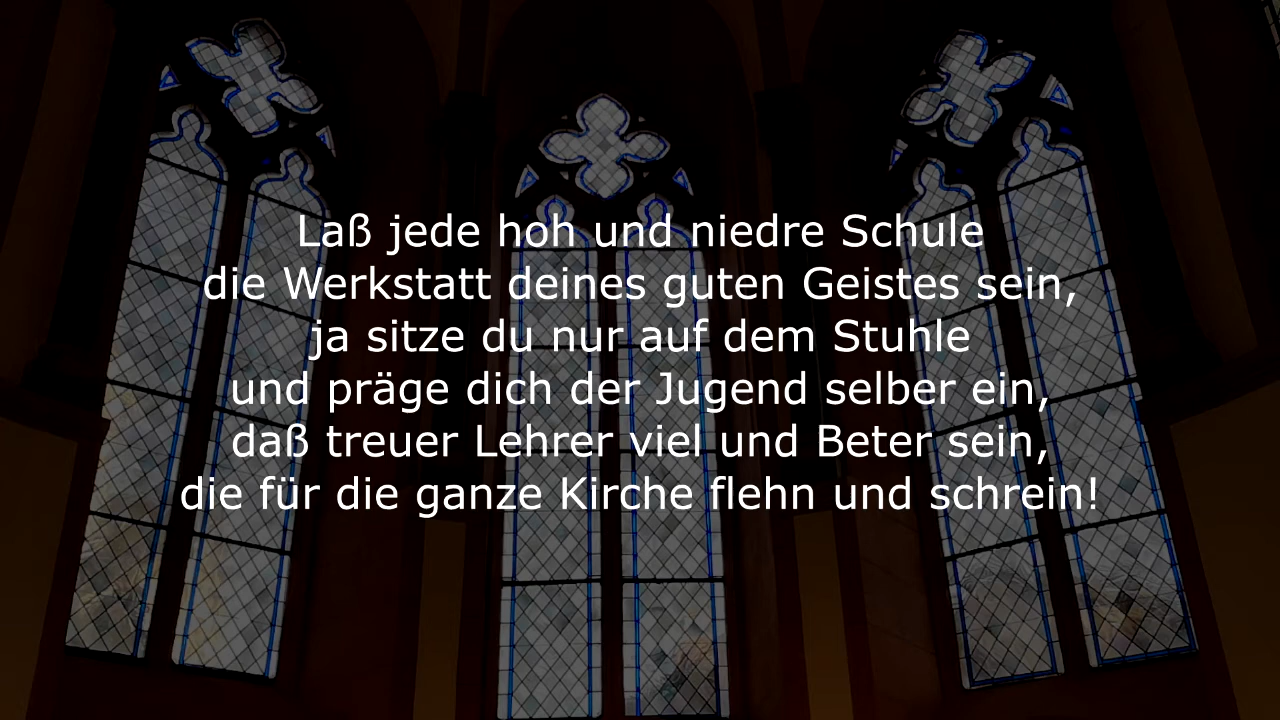 Laß jede hoh und niedre Schule
die Werkstatt deines guten Geistes sein,
ja sitze du nur auf dem Stuhle
und präge dich der Jugend selber ein,
daß treuer Lehrer viel und Beter sein,
die für die ganze Kirche flehn und schrein!